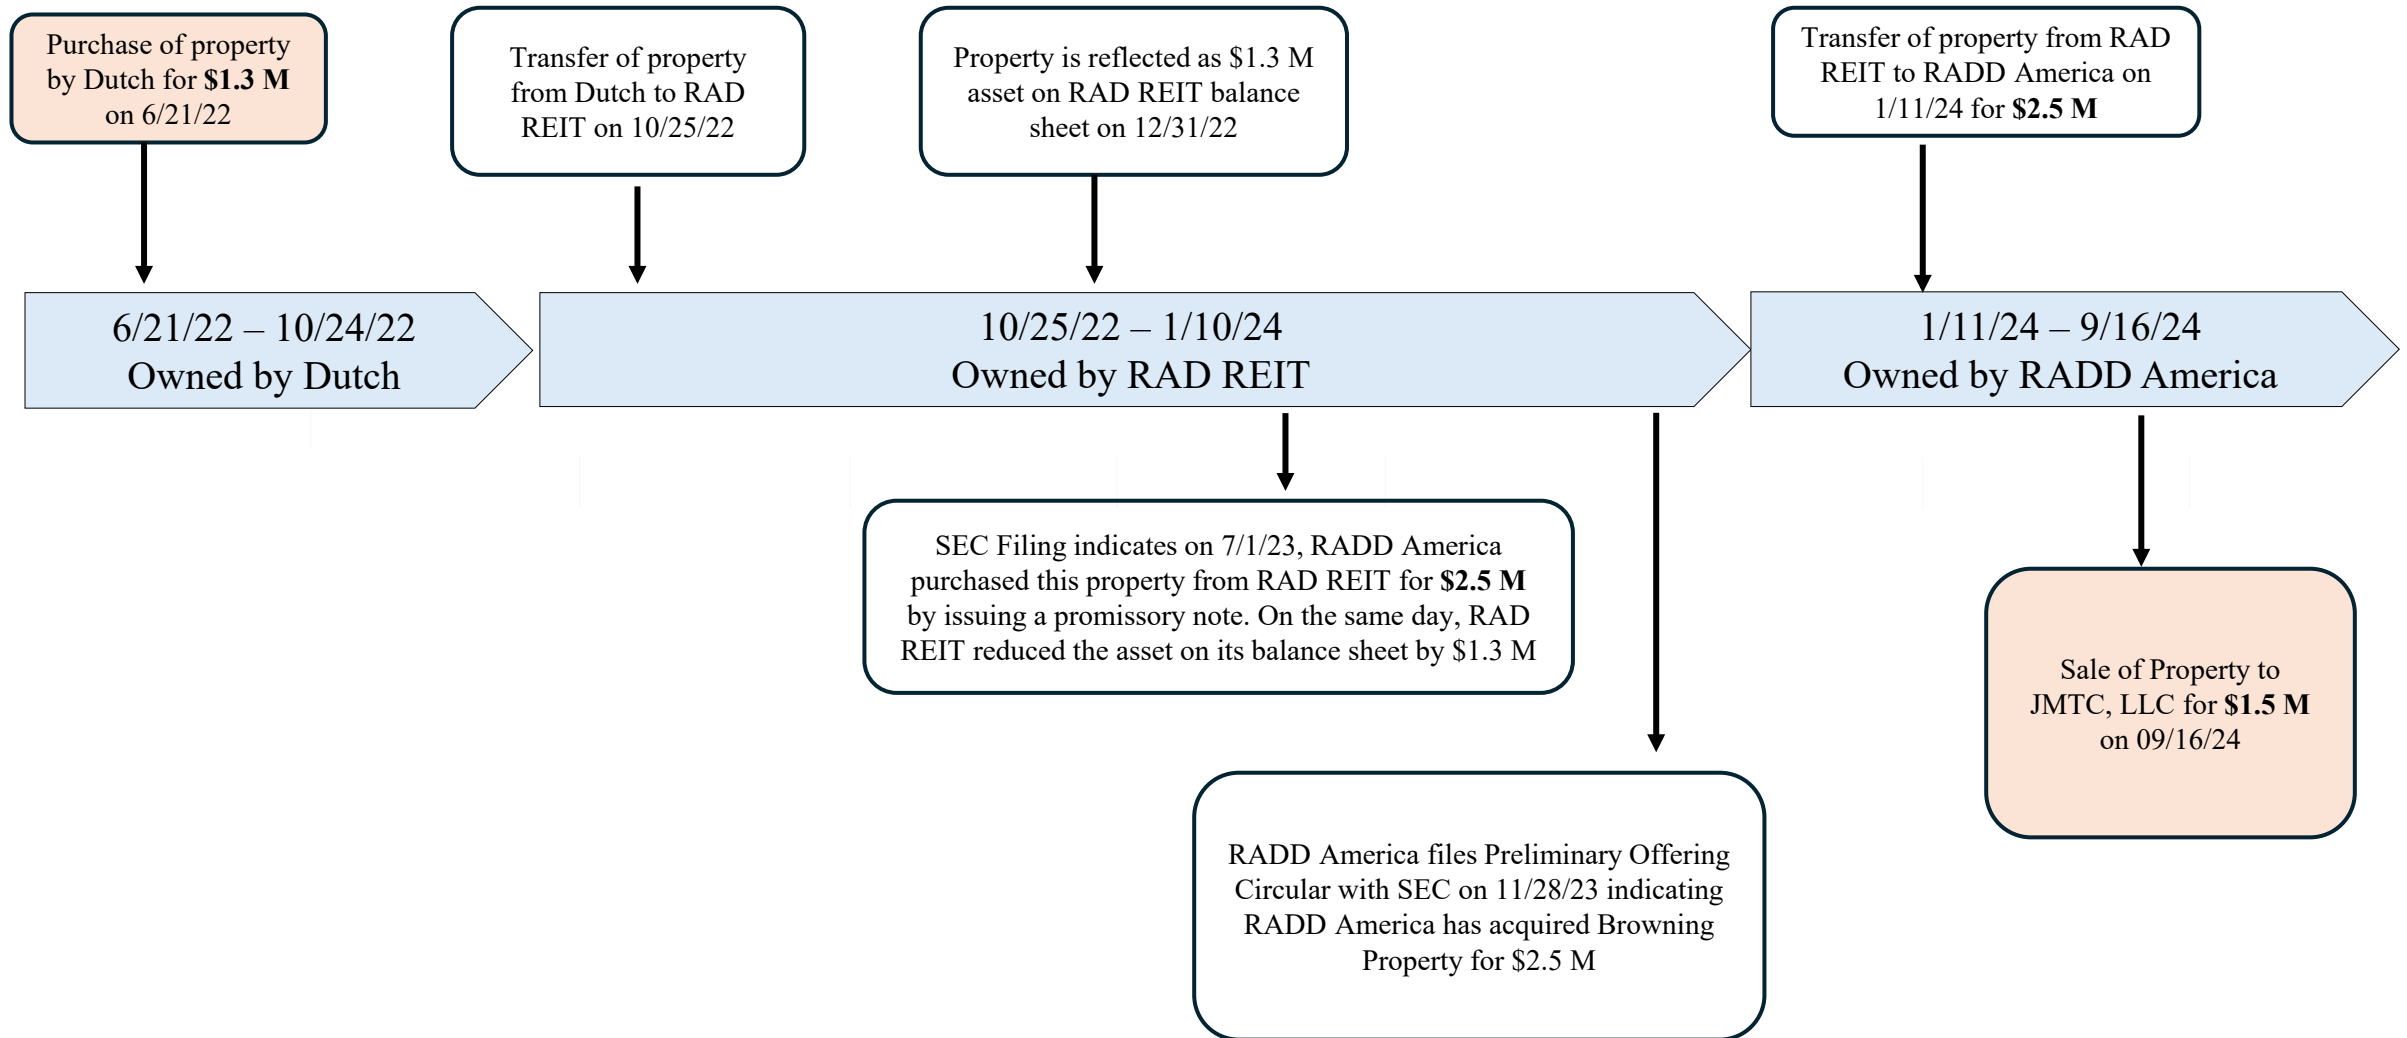 Purchase of property
by Dutch for $1.3 M
on 6/21/22
Transfer of property
from Dutch to RAD
REIT on 10/25/22
Property is reflected as $1.3 M
asset on RAD REIT balance
sheet on 12/31/22
Transfer of property from RAD
REIT to RADD America on
1/11/24 for $2.5 M
6/21/22 – 10/24/22
Owned by Dutch
10/25/22 – 1/10/24
Owned by RAD REIT
1/11/24 – 9/16/24
Owned by RADD America
SEC Filing indicates on 7/1/23, RADD America
purchased this property from RAD REIT for $2.5 M
by issuing a promissory note. On the same day, RAD
REIT reduced the asset on its balance sheet by $1.3 M
Sale of Property to
JMTC, LLC for $1.5 M
on 09/16/24
RADD America files Preliminary Offering
Circular with SEC on 11/28/23 indicating
RADD America has acquired Browning
Property for $2.5 M